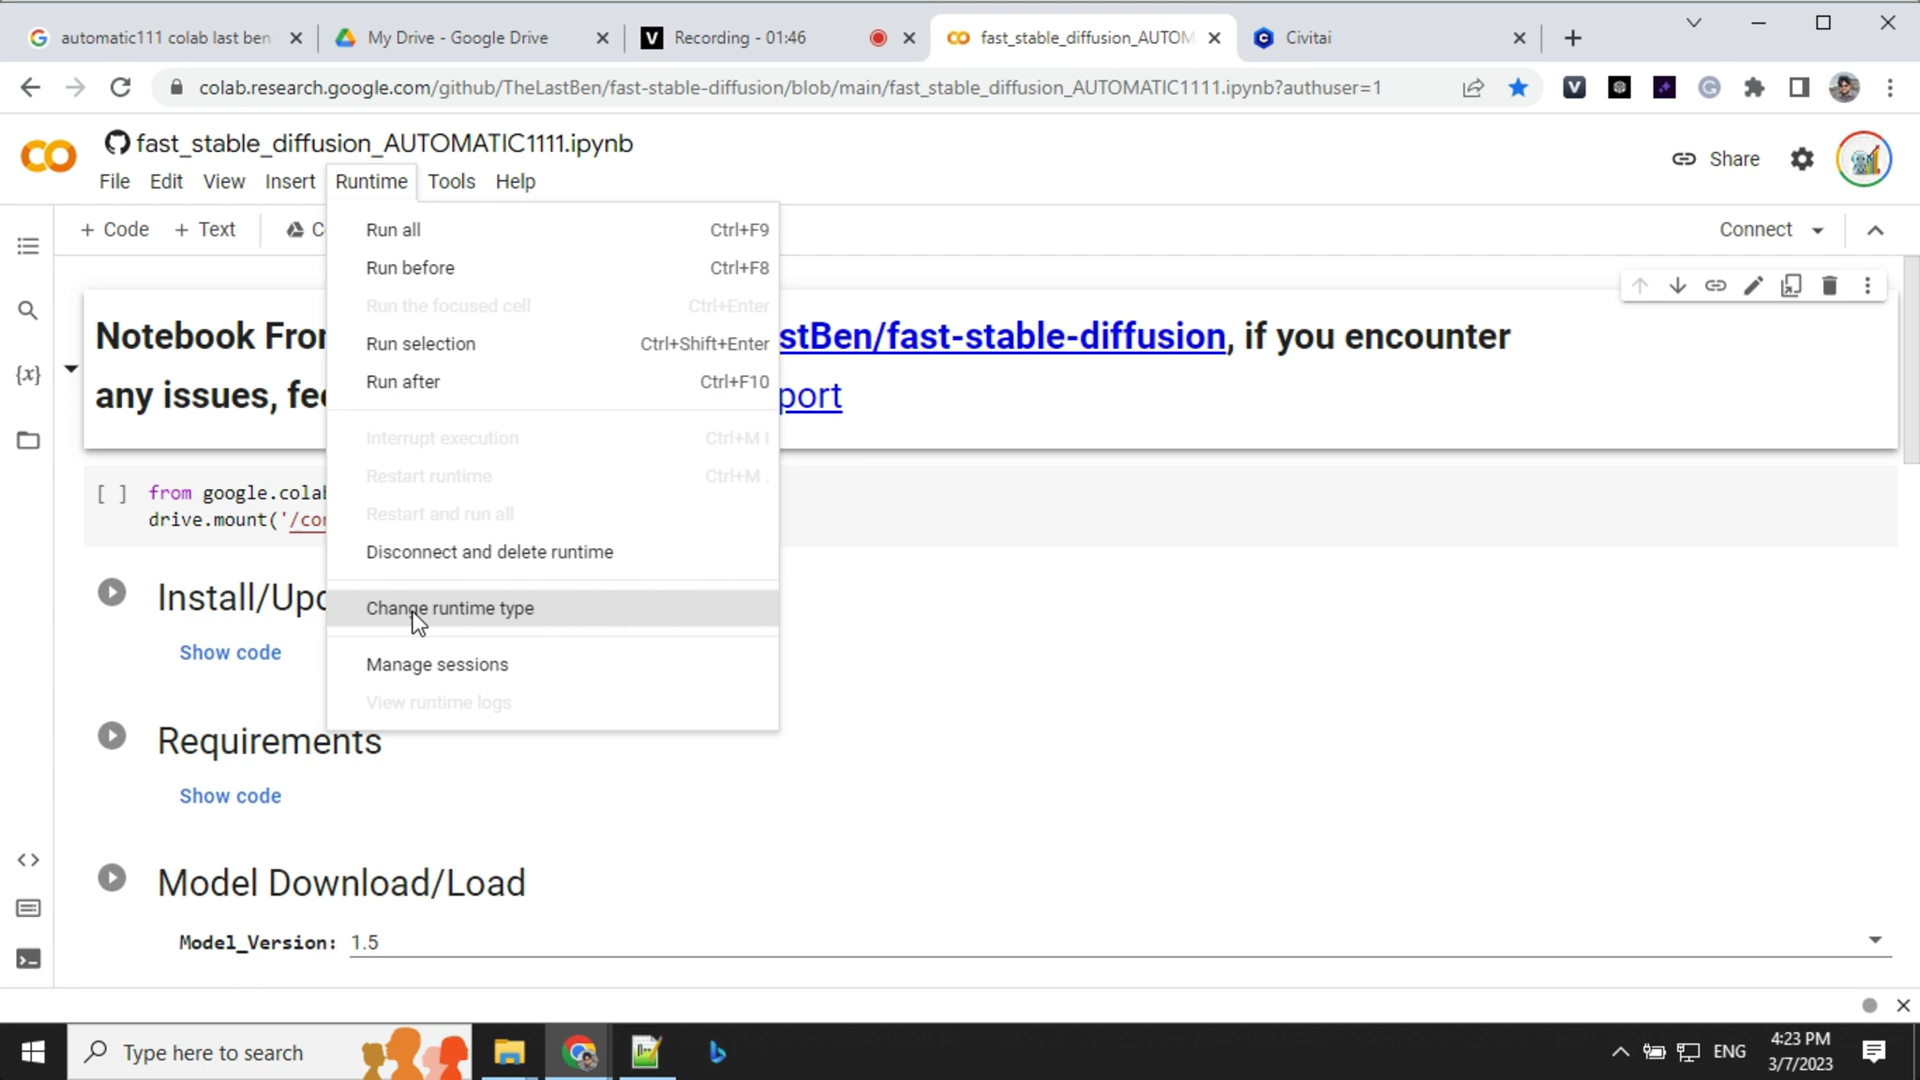 automatic111 colab last ben
My Drive - Google Drive
V
Recording - 01:46
fast_stable_diffusion_AUTOM
Civitai
colab.research.google.com/github/TheLastBen/fast-stable-diffusion/blob/main/fast_stable_diffusion_AUTOMATIC1111.ipynb?authuser=1
fast_stable_diffusion_AUTOMATIC1111.ipynb
Share
File Edit View Insert Runtime Tools Help
+ Code + Text
C
Connect
Run all Ctrl+F9
Run before Ctrl+F8
Run the focused cell Ctrl+Enter
Run selection Ctrl+Shift+Enter
Run after Ctrl+F10
Interrupt execution Ctrl+M I
Restart runtime Ctrl+M .
Restart and run all
Disconnect and delete runtime
Change runtime type
Manage sessions
View runtime logs
Notebook From stBen/fast-stable-diffusion, if you encounter
any issues, fee port
{x}
[ ] from google.colab
drive.mount('/con
Install/Upd
Show code
Requirements
Show code
Model Download/Load
Model_Version: 1.5
Type here to search
ENG
4:23 PM
3/7/2023